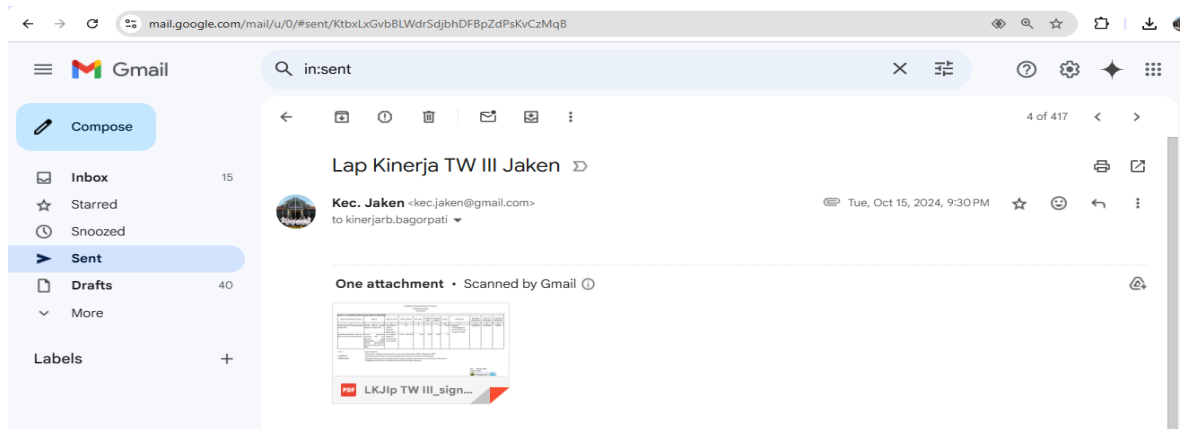 mail.google.com/mail/u/0/#sent/KtbxLxGvbBLWdrSdjbhDFBpZdPsKvCzMqB
Gmail
in:sent
Compose
4 of 417
Lap Kinerja TW III Jaken
Inbox 15
Starred
Snoozed
Sent
Drafts 40
More
Labels
Kec. Jaken <kec.jaken@gmail.com>
Tue, Oct 15, 2024, 9:30 PM
to kinerjarb.bagorpati
One attachment • Scanned by Gmail
PDF LKJIp TW III_sign...